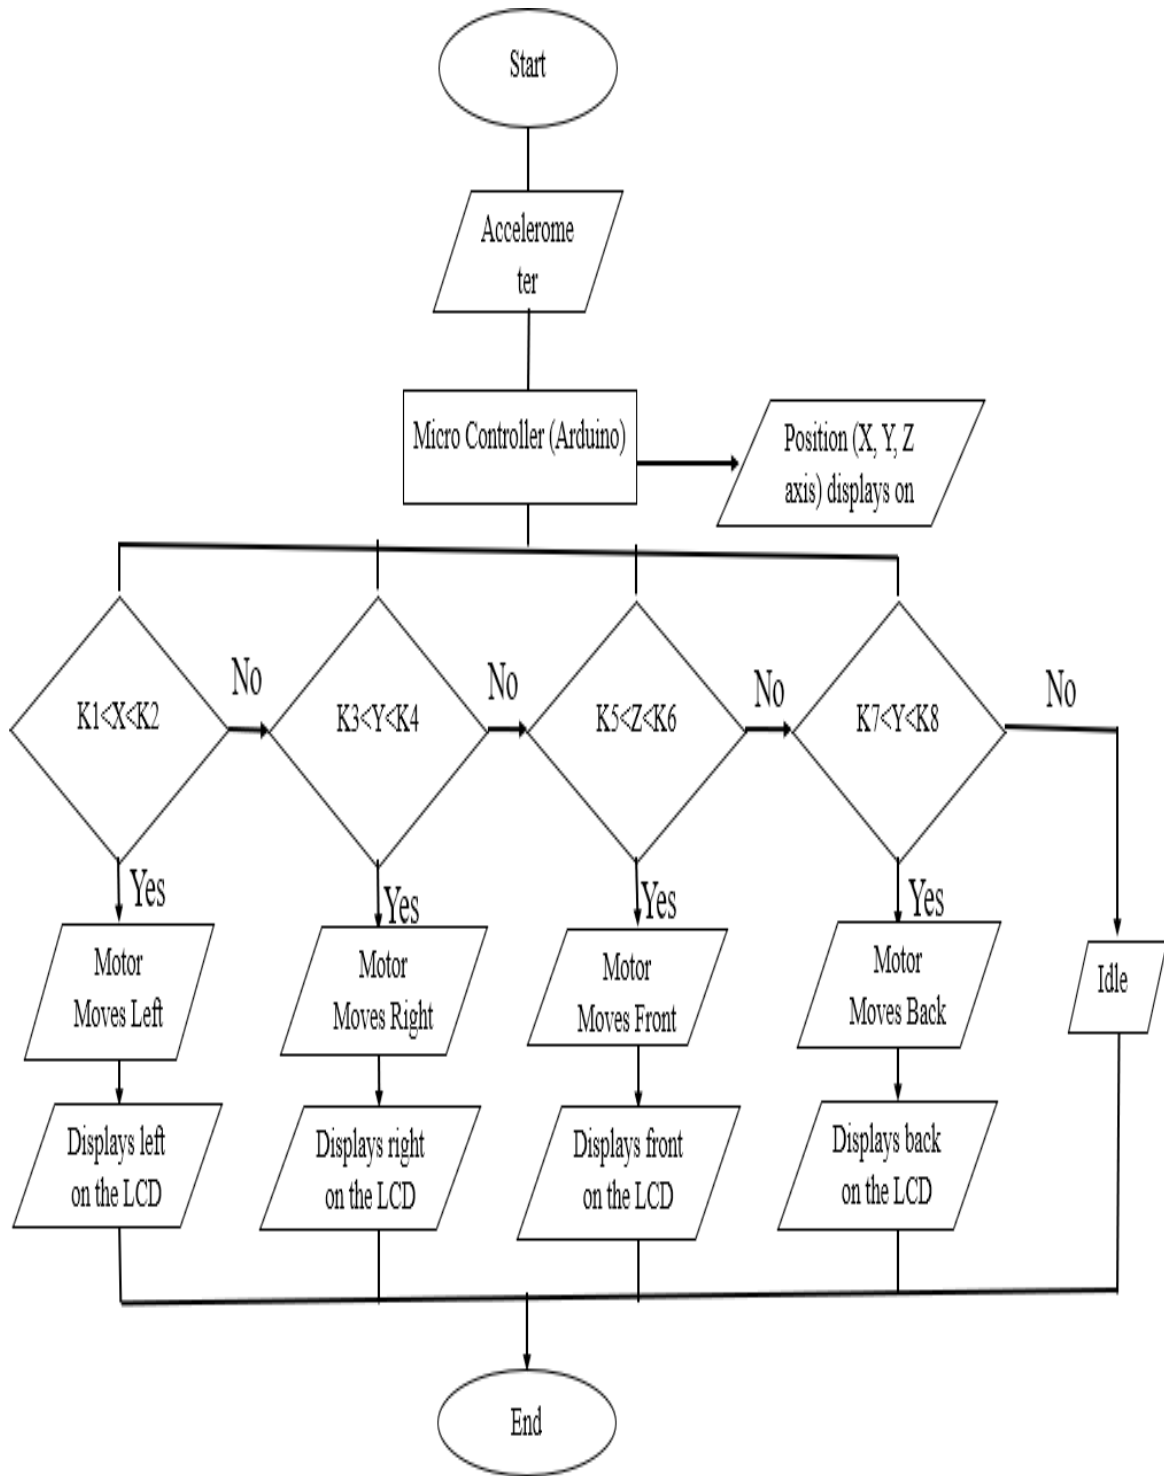 Start
Accelerome
ter
Micro Controller (Arduino)
Position (X, Y, Z
axis) displays on
K1<X<K2
No
K3<Y<K4
No
K5<Z<K6
No
K7<Y<K8
No
Yes
Yes
Yes
Yes
Motor
Moves Left
Motor
Moves Right
Motor
Moves Front
Motor
Moves Back
Idle
Displays left
on the LCD
Displays right
on the LCD
Displays front
on the LCD
Displays back
on the LCD
End